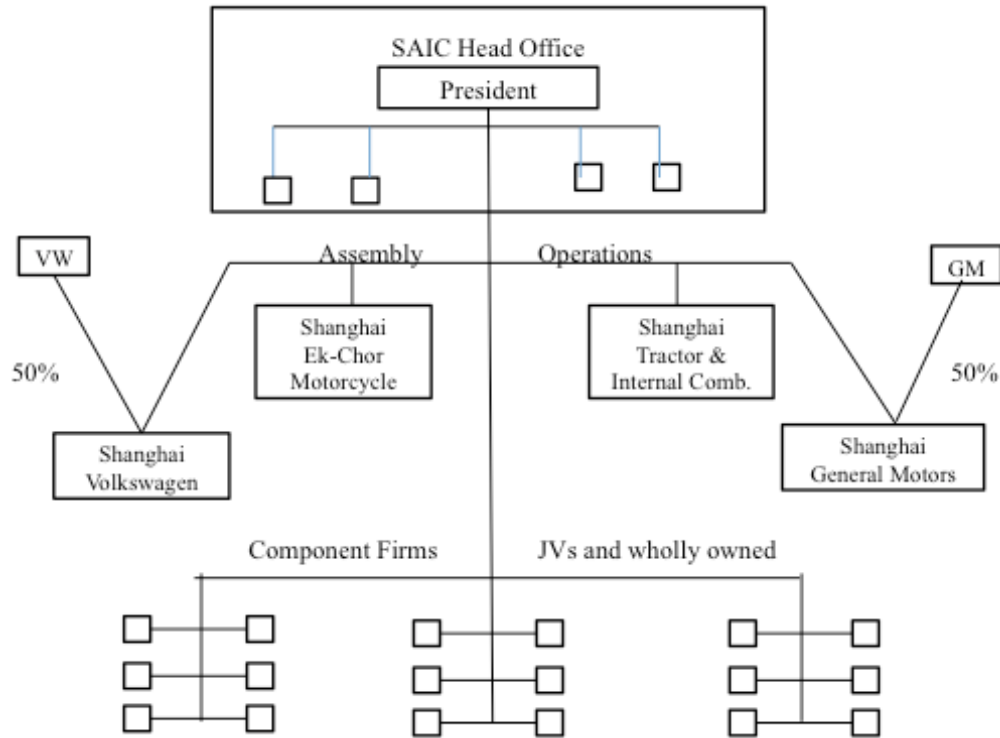 SAIC Head Office
President
Assembly Operations
VW
GM
Shanghai
Ek-Chor
Motorcycle
Shanghai
Tractor &
Internal Comb.
50%
50%
Shanghai
Volkswagen
Shanghai
General Motors
Component Firms
JVs and wholly owned